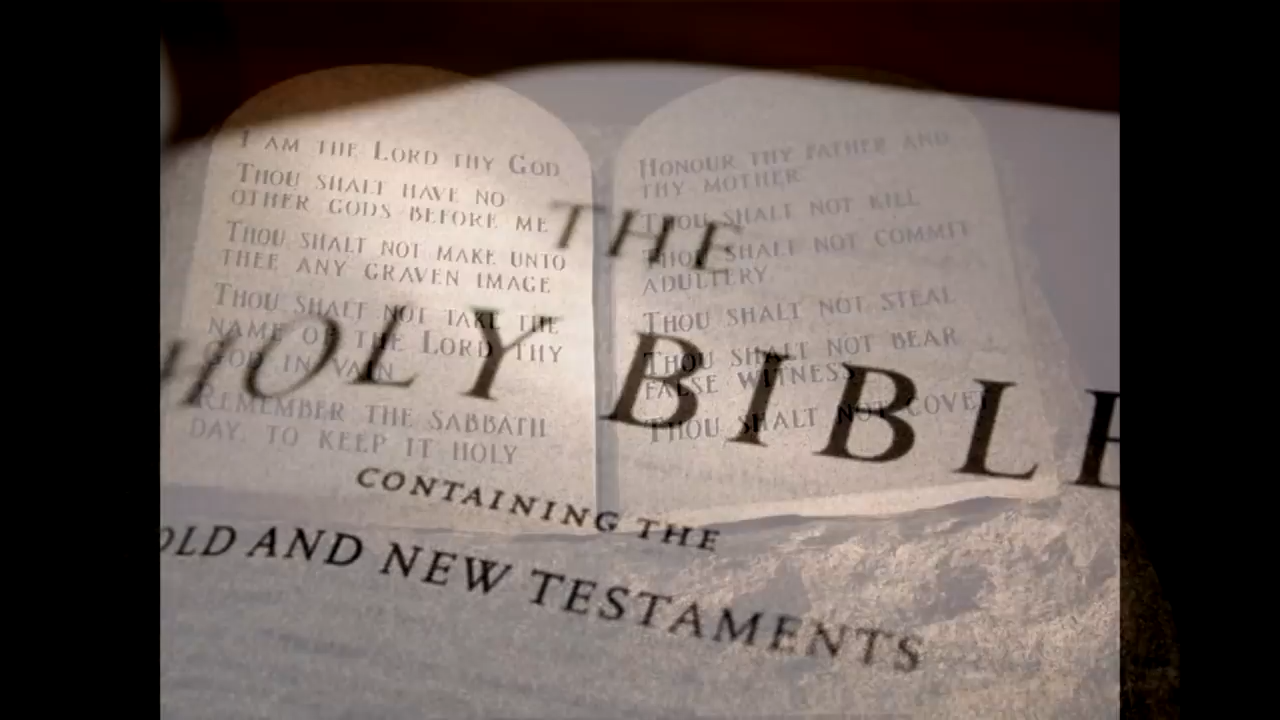 I AM THE LORD THY GOD
THOU SHALT HAVE NO
OTHER GODS BEFORE ME
THOU SHALT NOT MAKE UNTO
THEE ANY GRAVEN IMAGE
THOU SHALT NOT TAKE THE
NAME OF THE LORD THY
GOD IN VAIN
REMEMBER THE SABBATH
DAY, TO KEEP IT HOLY
HONOUR THY FATHER AND
THY MOTHER
THOU SHALT NOT KILL
THOU SHALT NOT COMMIT
ADULTERY
THOU SHALT NOT STEAL
THOU SHALT NOT BEAR
FALSE WITNESS
THOU SHALT NOT COVET
THE
HOLY BIBLE
CONTAINING THE
OLD AND NEW TESTAMENTS